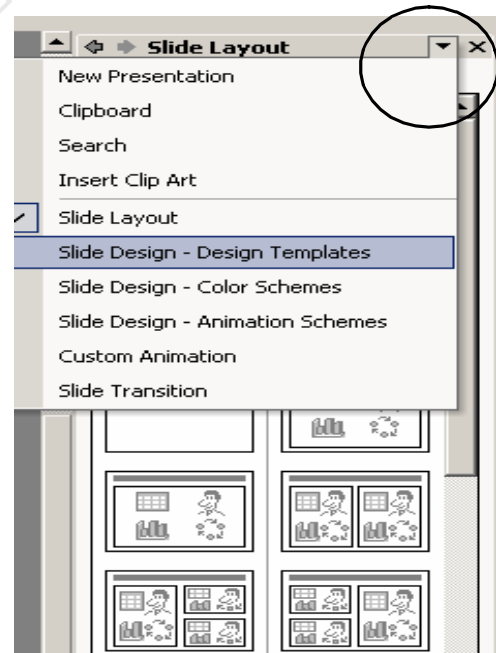 Slide Layout
New Presentation
Clipboard
Search
Insert Clip Art
Slide Layout
Slide Design - Design Templates
Slide Design - Color Schemes
Slide Design - Animation Schemes
Custom Animation
Slide Transition